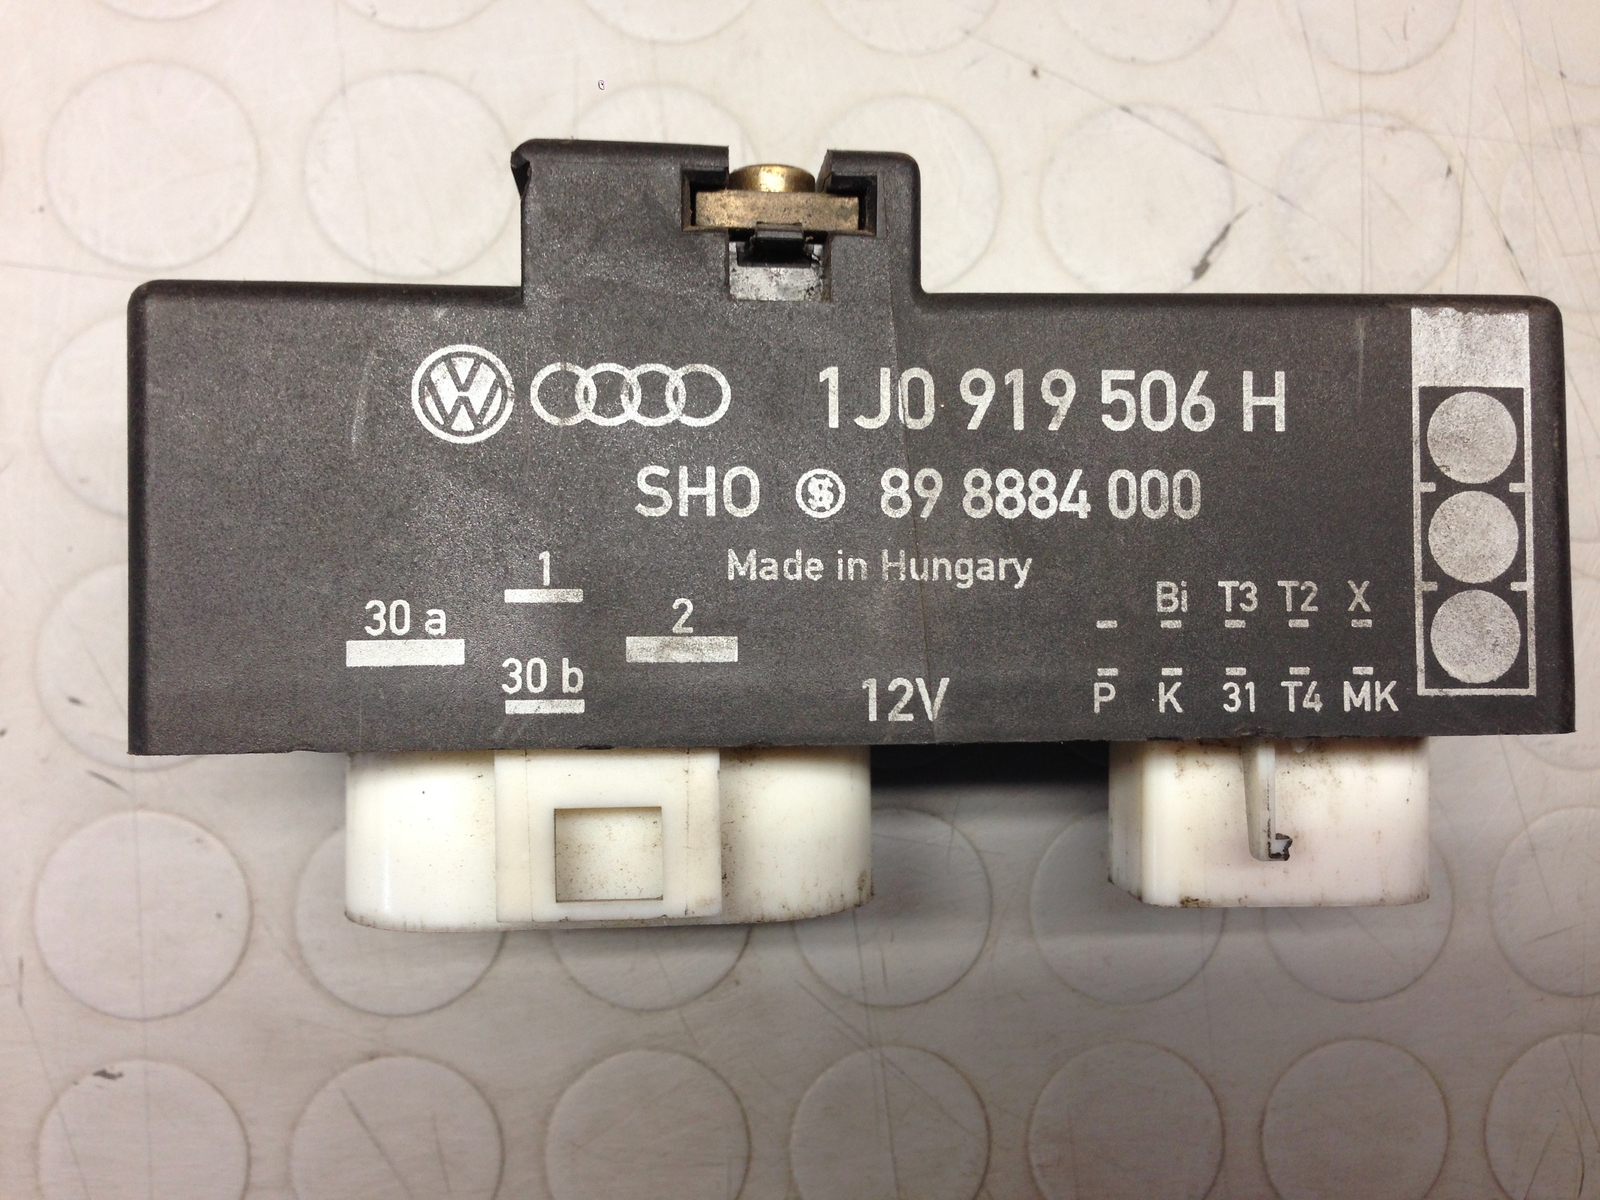 1J0 919 506 H
SHO 89 8884 000
Made in Hungary
1
30 a
2
30 b
12V
Bi T3 T2 X
P K 31 T4 MK